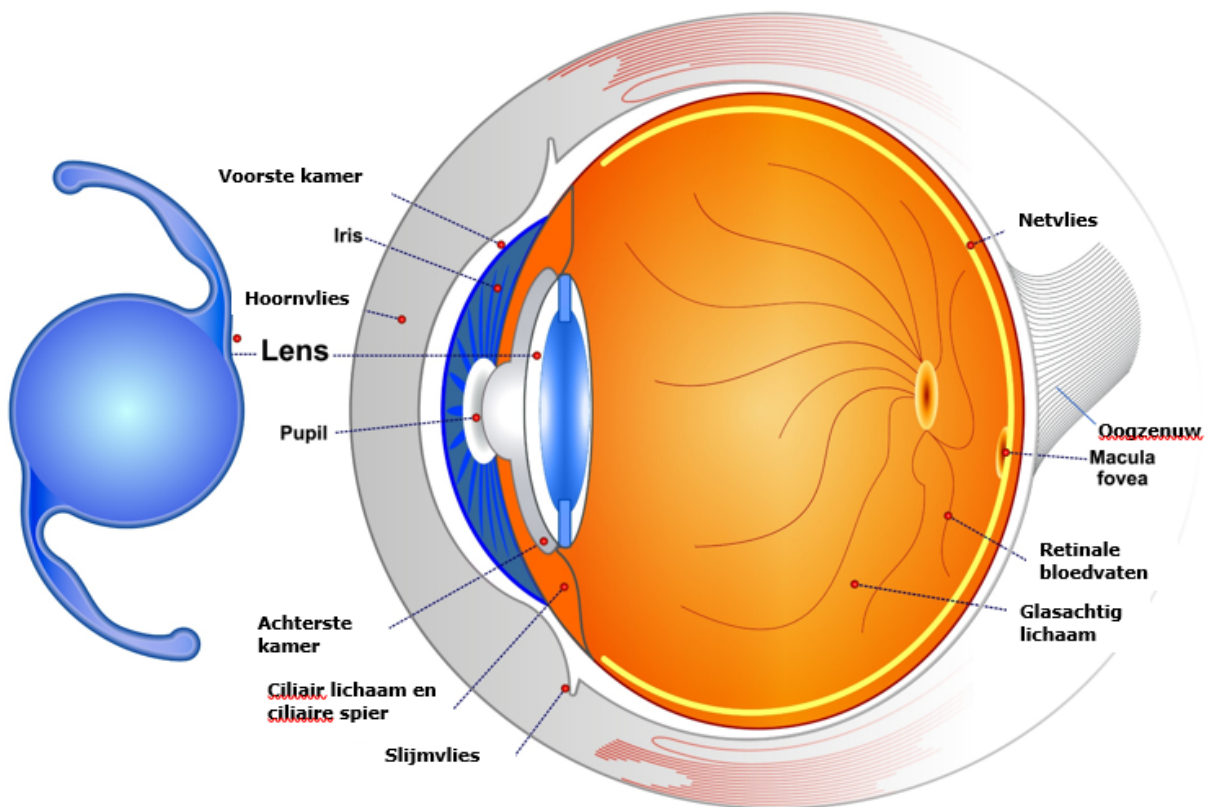 Voorste kamer
Iris
Hoornvlies
Lens
Pupil
Achterste
kamer
Ciliair lichaam en
ciliaire spier
Slijmvlies
Netvlies
Oogzenuw
Macula
fovea
Retinale
bloedvaten
Glasachtig
lichaam